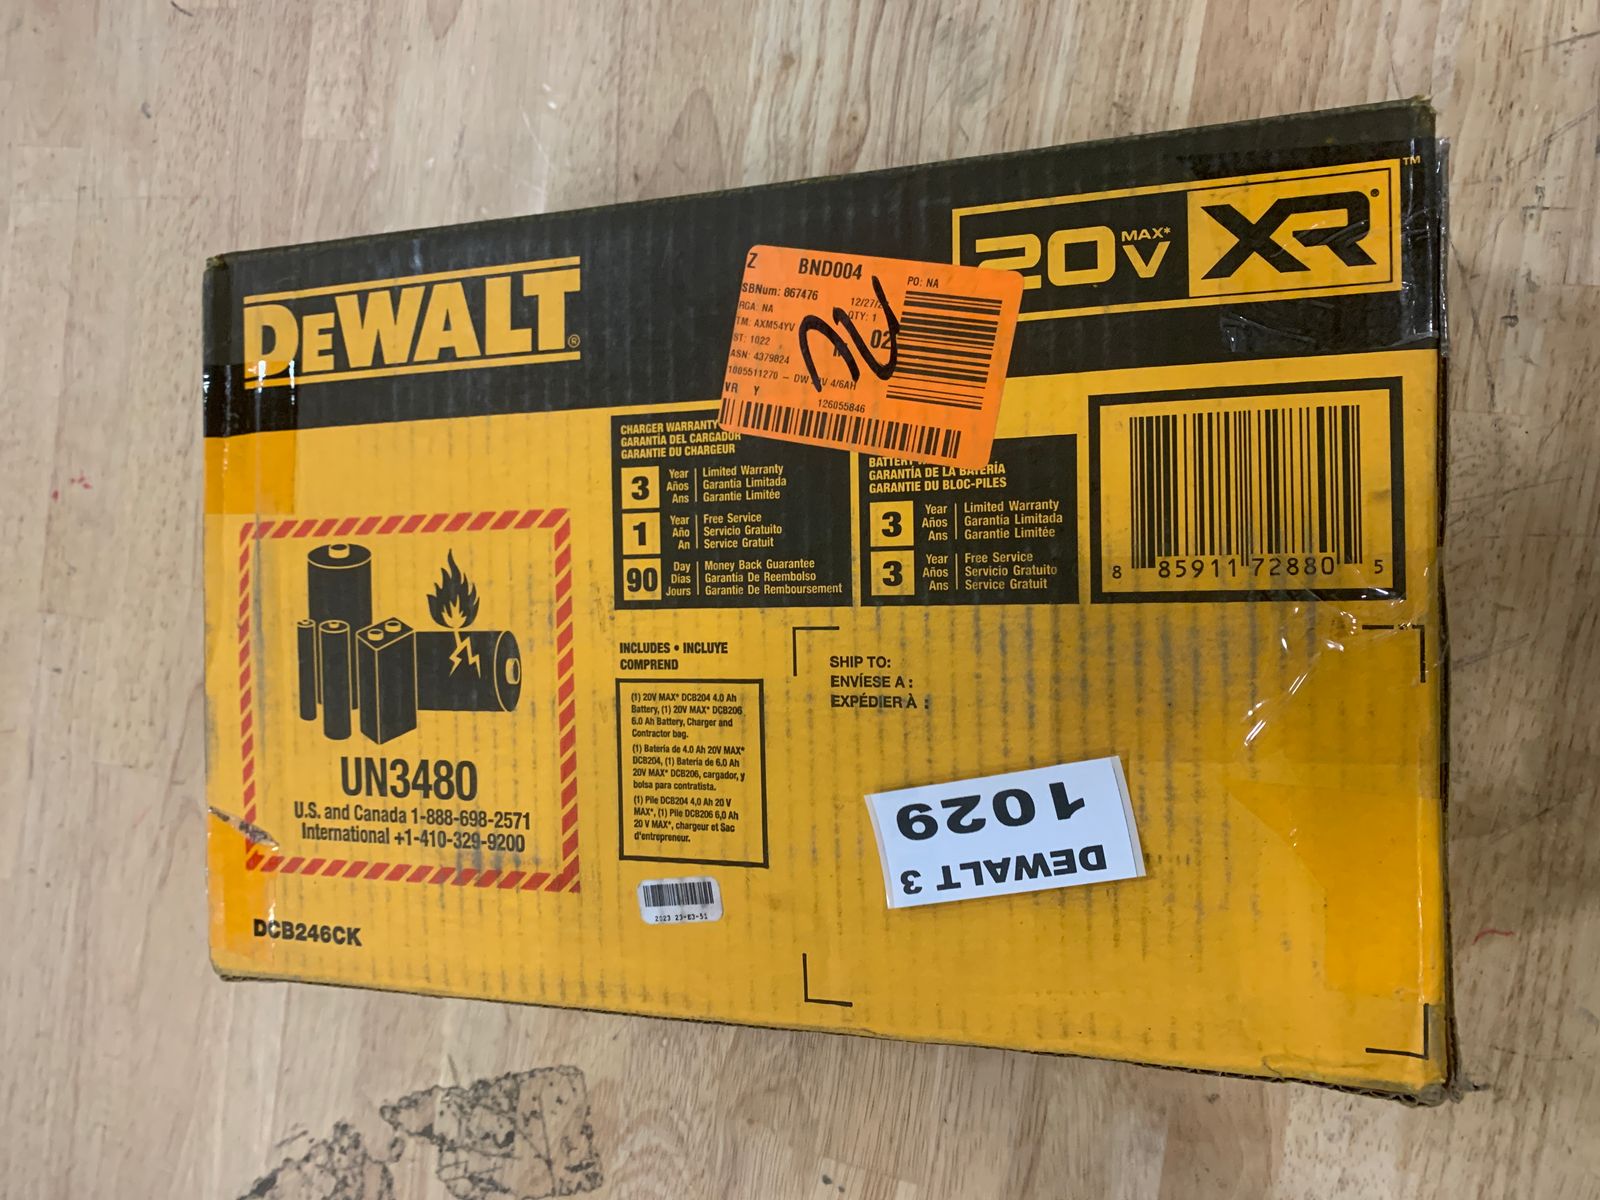 DEWALT®
20V MAX* XR® ™
Z BND004 PO: NA
SBNum: 867476
RGA: NA
QTY: 1
ST: 1022
02
ASN: 4379824
1005511270 - DW
4/6AH
VR Y 126055846
CHARGER WARRANTY
GARANTÍA DEL CARGADOR
GARANTIE DU CHARGEUR
3 Year Limited Warranty
Años Garantía Limitada
Ans Garantie Limitée
1 Year Free Service
Año Servicio Gratuito
An Service Gratuit
90 Day Money Back Guarantee
Días Garantía De Reembolso
Jours Garantie De Remboursement
BATTERY
GARANTÍA DE LA BATERÍA
GARANTIE DU BLOC-PILES
3 Year Limited Warranty
Años Garantía Limitada
Ans Garantie Limitée
3 Year Free Service
Años Servicio Gratuito
Ans Service Gratuit
8 85911 72880 5
UN3480
U.S. and Canada 1-888-698-2571
International +1-410-329-9200
DCB246CK
INCLUDES • INCLUYE
COMPREND
(1) 20V MAX* DCB204 4.0 Ah
Battery, (1) 20V MAX* DCB206
6.0 Ah Battery, Charger and
Contractor bag.
(1) Batería de 4.0 Ah 20V MAX*
DCB204, (1) Batería de 6.0 Ah
20V MAX* DCB206, cargador, y
bolsa para contratista.
(1) Pile DCB204 4,0 Ah 20 V
MAX*, (1) Pile DCB206 6,0 Ah
20 V MAX*, chargeur et Sac
d'entrepreneur.
2023 23-E3-51
SHIP TO:
ENVÍESE A :
EXPÉDIER À :
DEWALT 3
1029